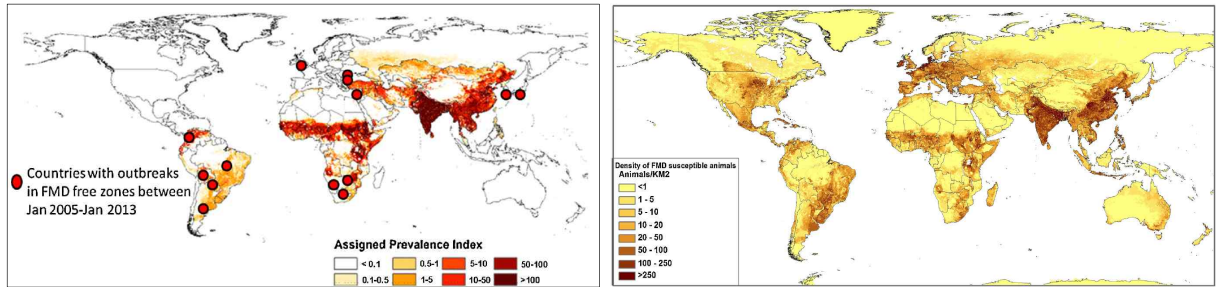 Countries with outbreaks
in FMD free zones between
Jan 2005-Jan 2013
Assigned Prevalence Index
< 0.1
0.5-1
5-10
50-100
0.1-0.5
1-5
10-50
>100
Density of FMD susceptible animals
Animals/KM2
<1
1 - 5
5 - 10
10 - 20
20 - 50
50 - 100
100 - 250
>250